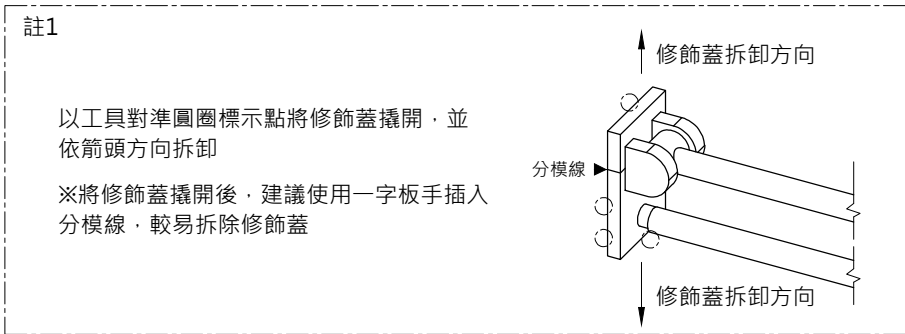 註1
修飾蓋拆卸方向
以工具對準圓圈標示點將修飾蓋撬開，並
依箭頭方向拆卸
分模線
※將修飾蓋撬開後，建議使用一字板手插入
分模線，較易拆除修飾蓋
修飾蓋拆卸方向